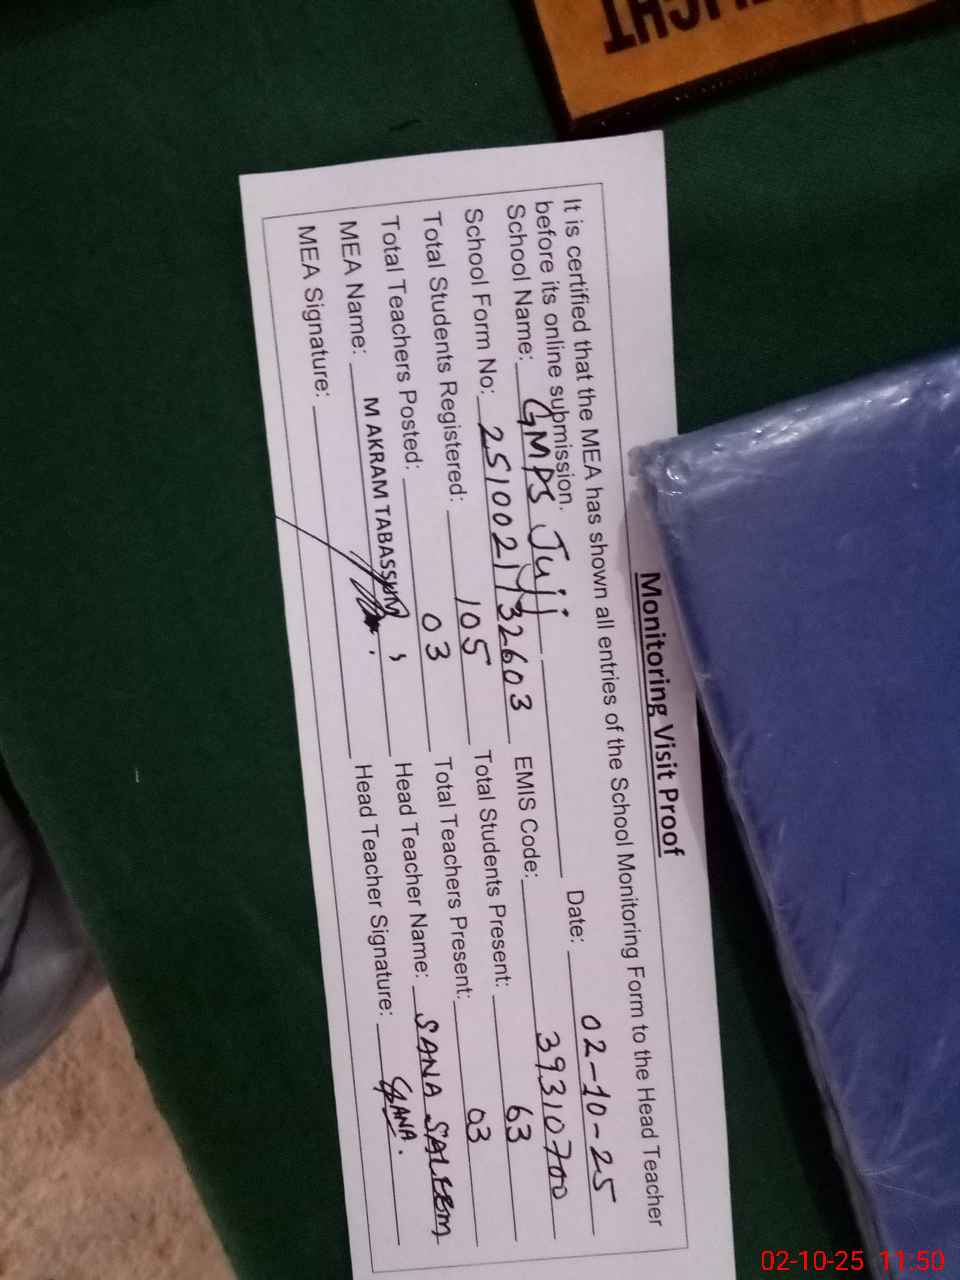 Monitoring Visit Proof
It is certified that the MEA has shown all entries of the School Monitoring Form to the Head Teacher
before its online submission.
Date: 02-10-25
School Name: GMPS Juji
School Form No: 2510021732603 EMIS Code: 39310700
Total Students Registered: 105 Total Students Present: 63
Total Teachers Posted: 03 Total Teachers Present: 03
MEA Name: M AKRAM TABASSUM, Head Teacher Name: SANA SALEEM
MEA Signature: Head Teacher Signature: SANA.
02-10-25 11:50